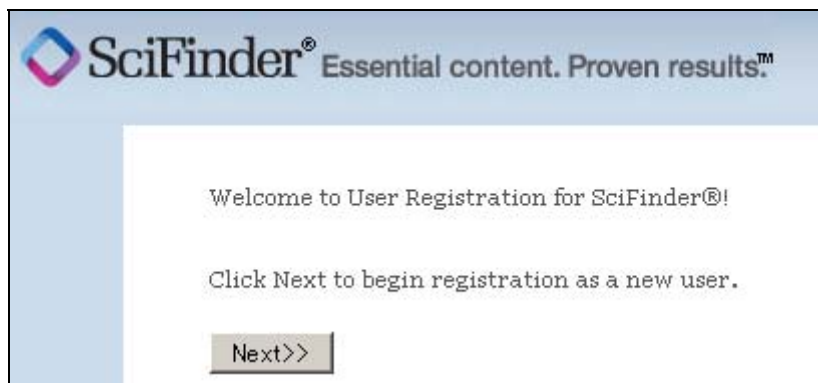 SciFinder® Essential content. Proven results.™
Welcome to User Registration for SciFinder®!
Click Next to begin registration as a new user.
Next>>